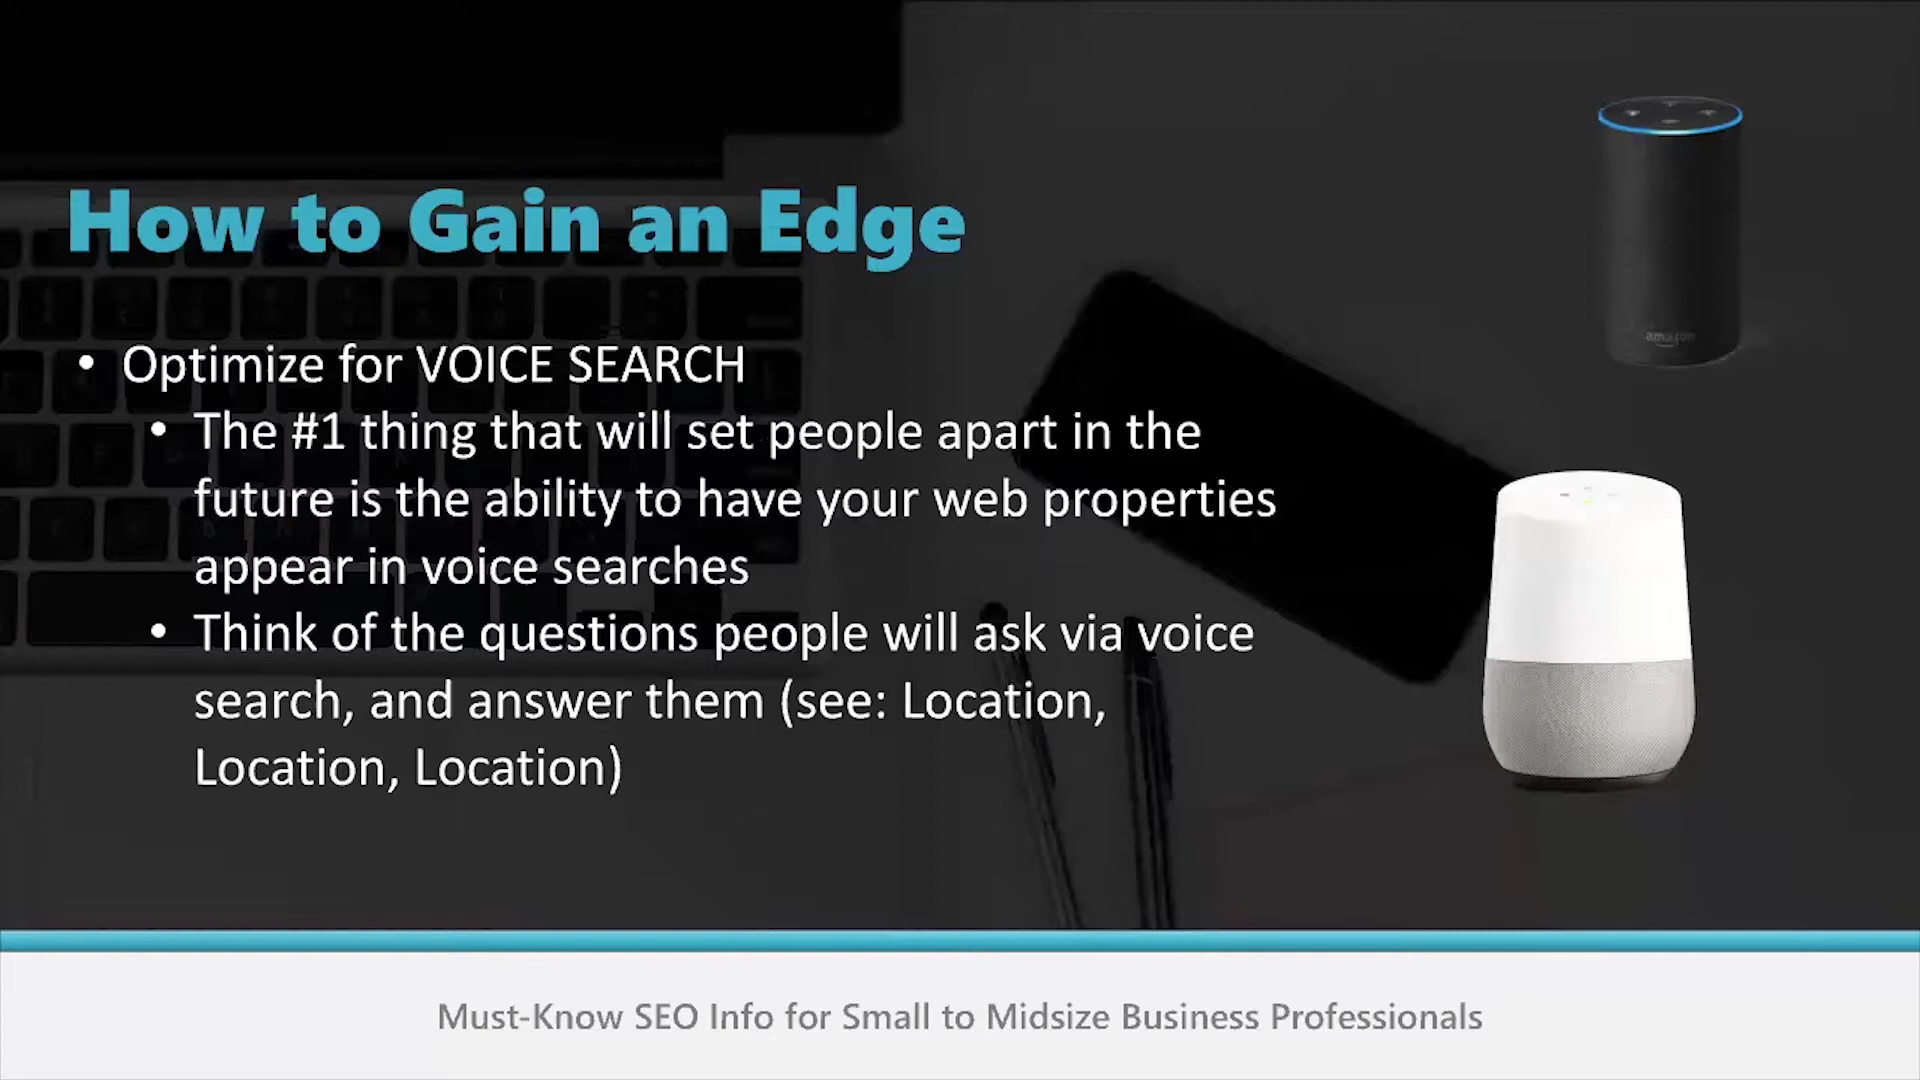 How to Gain an Edge
• Optimize for VOICE SEARCH
• The #1 thing that will set people apart in the
future is the ability to have your web properties
appear in voice searches
• Think of the questions people will ask via voice
search, and answer them (see: Location,
Location, Location)
amazon
Must-Know SEO Info for Small to Midsize Business Professionals